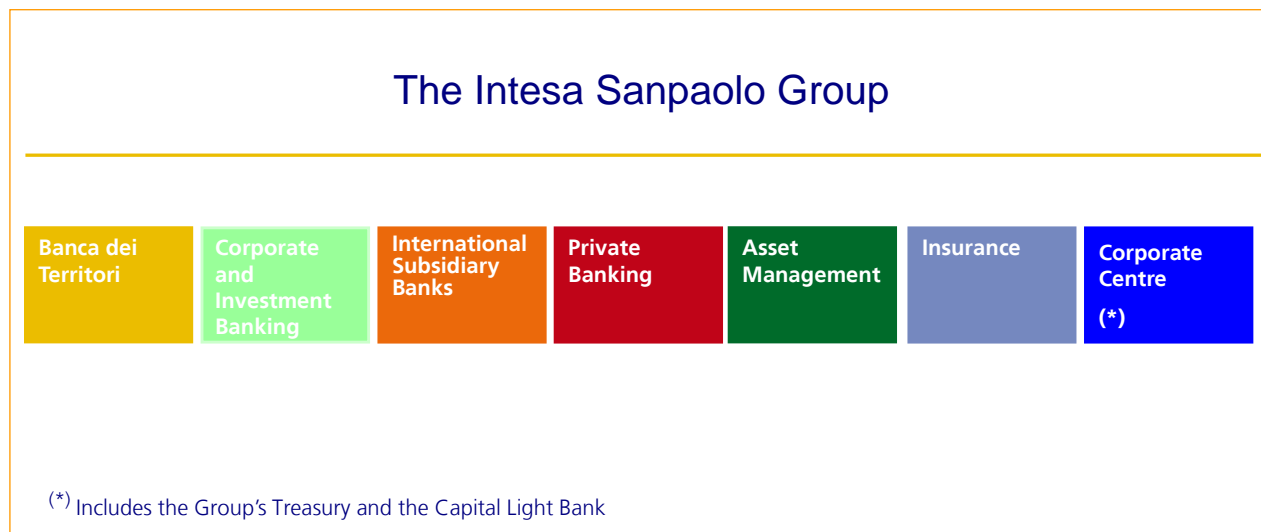 The Intesa Sanpaolo Group
Banca dei
Territori
Corporate
and
Investment
Banking
International
Subsidiary
Banks
Private
Banking
Asset
Management
Insurance
Corporate
Centre
(*)
(*) Includes the Group's Treasury and the Capital Light Bank